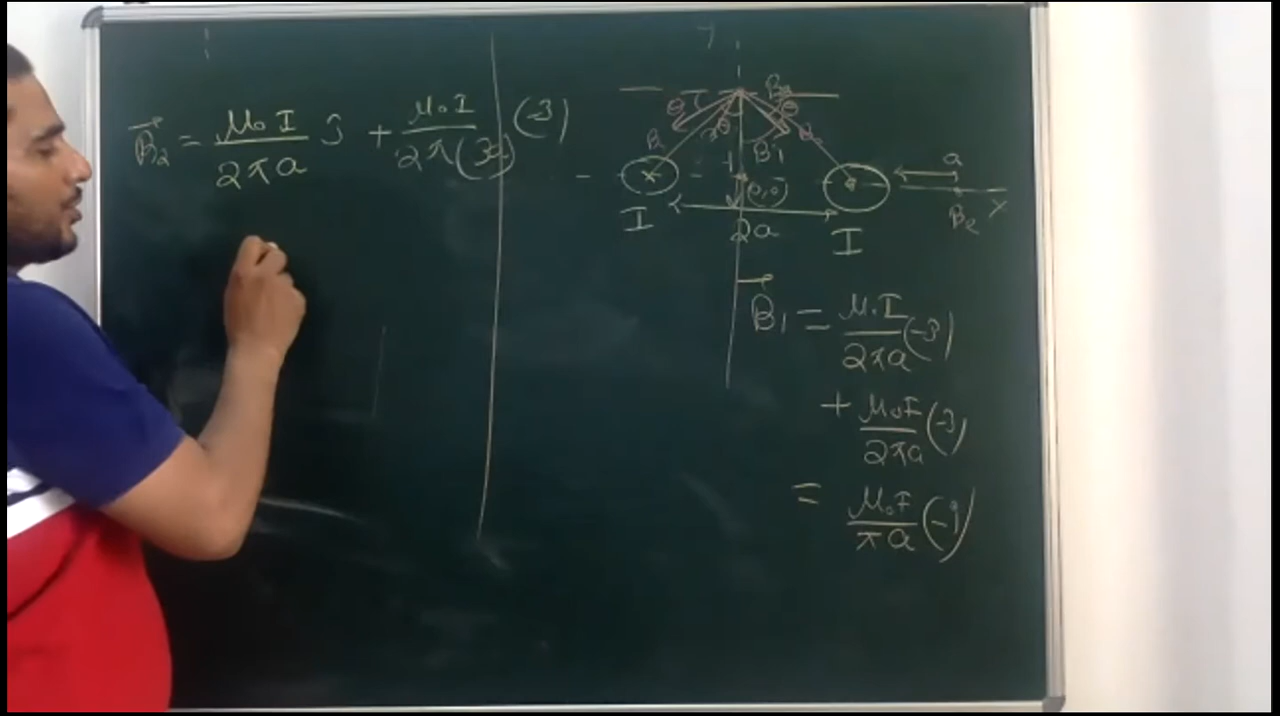 B₂ = μ₀I/2πa ĵ + μ₀I/2π(3a) (-ĵ)
B₂
θ θ
θ
B₁
(0,0)
a
I 2a I
B₂ x
B₁ = μ₀I/2πa (-ĵ)
+ μ₀I/2πa (-ĵ)
= μ₀I/πa (-ĵ)